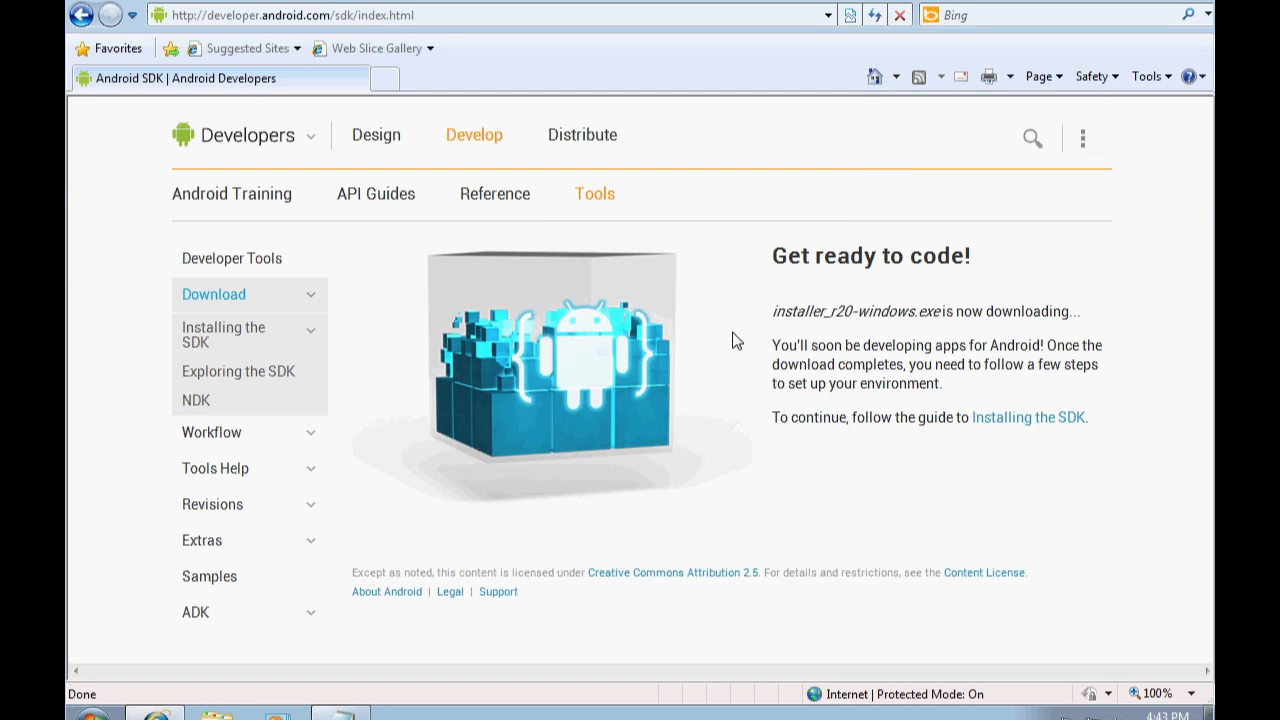 http://developer.android.com/sdk/index.html
Bing
Favorites
Suggested Sites
Web Slice Gallery
Android SDK | Android Developers
Page
Safety
Tools
Developers
Design
Develop
Distribute
Android Training
API Guides
Reference
Tools
Developer Tools
Download
Installing the
SDK
Exploring the SDK
NDK
Workflow
Tools Help
Revisions
Extras
Samples
ADK
Get ready to code!
installer_r20-windows.exe is now downloading...
You'll soon be developing apps for Android! Once the
download completes, you need to follow a few steps
to set up your environment.
To continue, follow the guide to Installing the SDK.
Except as noted, this content is licensed under Creative Commons Attribution 2.5. For details and restrictions, see the Content License.
About Android | Legal | Support
Done
Internet | Protected Mode: On
100%
4:43 PM